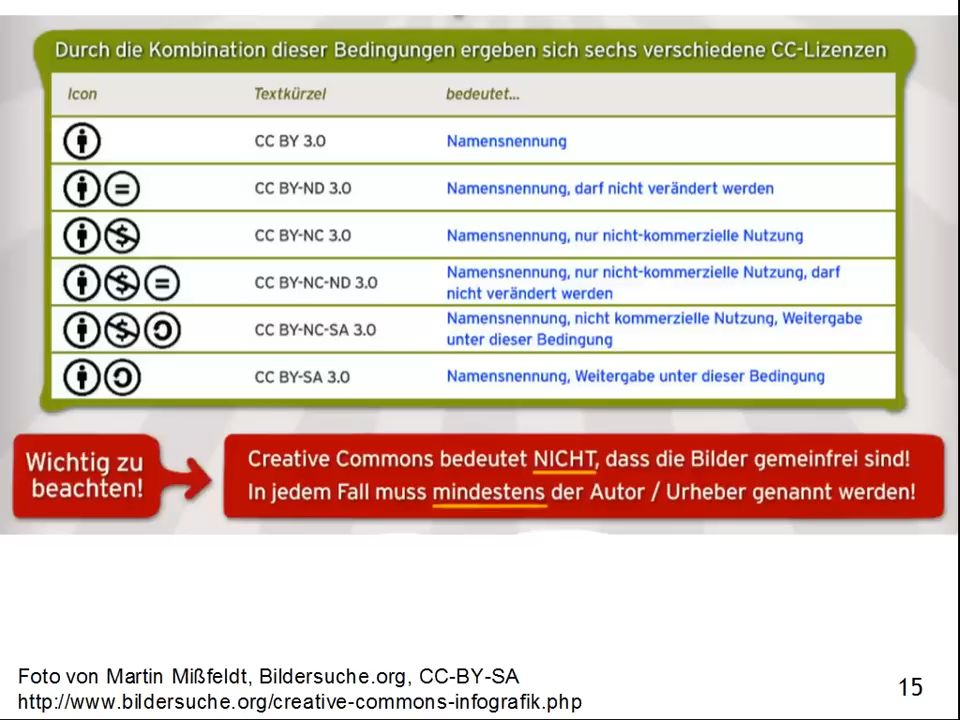 Durch die Kombination dieser Bedingungen ergeben sich sechs verschiedene CC-Lizenzen
Icon Textkürzel bedeutet...
CC BY 3.0 Namensnennung
CC BY-ND 3.0 Namensnennung, darf nicht verändert werden
CC BY-NC 3.0 Namensnennung, nur nicht-kommerzielle Nutzung
CC BY-NC-ND 3.0 Namensnennung, nur nicht-kommerzielle Nutzung, darf
nicht verändert werden
CC BY-NC-SA 3.0 Namensnennung, nicht kommerzielle Nutzung, Weitergabe
unter dieser Bedingung
CC BY-SA 3.0 Namensnennung, Weitergabe unter dieser Bedingung
Wichtig zu
beachten!
Creative Commons bedeutet NICHT, dass die Bilder gemeinfrei sind!
In jedem Fall muss mindestens der Autor / Urheber genannt werden!
Foto von Martin Mißfeldt, Bildersuche.org, CC-BY-SA
http://www.bildersuche.org/creative-commons-infografik.php
15